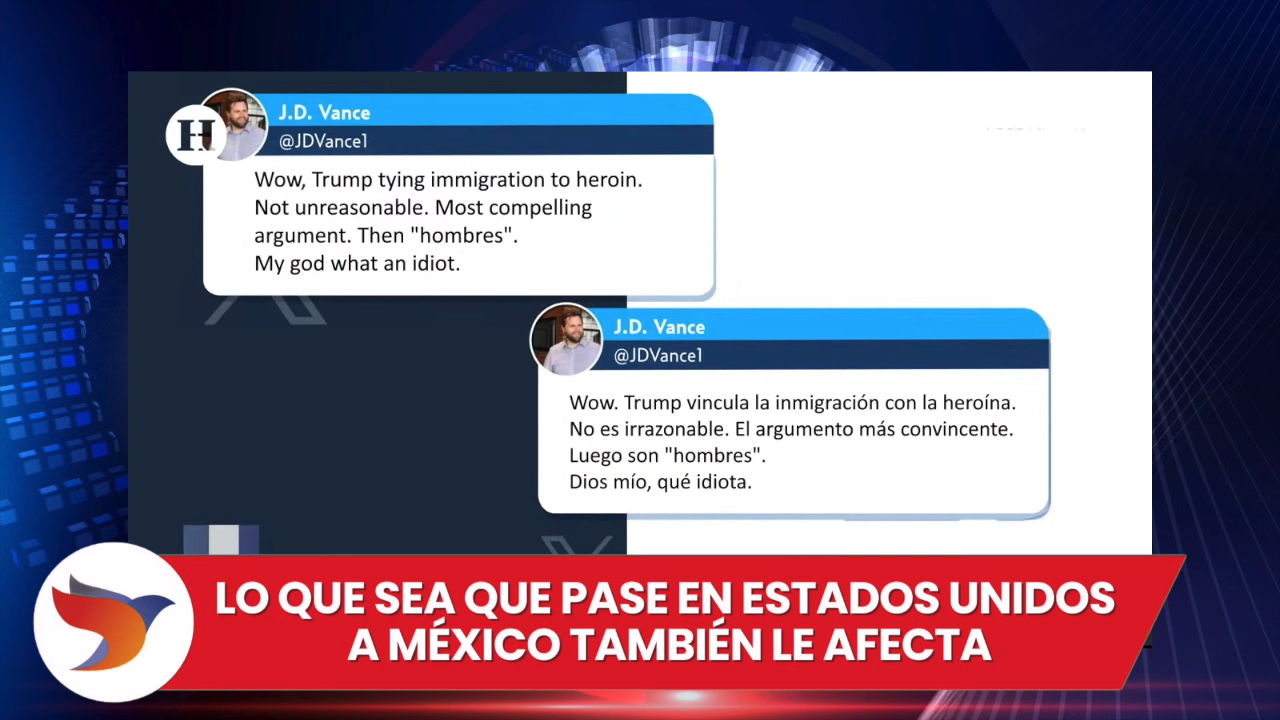 H
J.D. Vance
@JDVance1
Wow, Trump tying immigration to heroin.
Not unreasonable. Most compelling
argument. Then "hombres".
My god what an idiot.
J.D. Vance
@JDVance1
Wow. Trump vincula la inmigración con la heroína.
No es irrazonable. El argumento más convincente.
Luego son "hombres".
Dios mío, qué idiota.
LO QUE SEA QUE PASE EN ESTADOS UNIDOS
A MÉXICO TAMBIÉN LE AFECTA